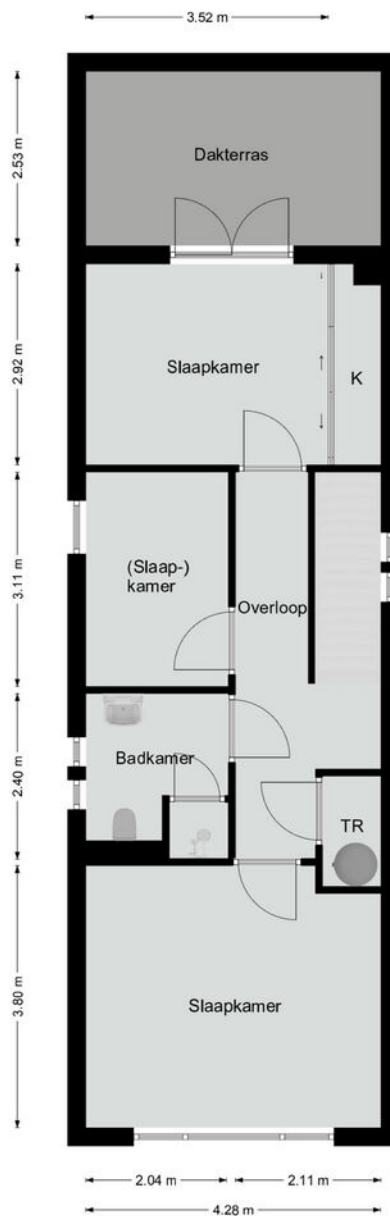 3.52 m
2.53 m
Dakterras
2.92 m
Slaapkamer
K
3.11 m
(Slaap-)
kamer
Overloop
2.40 m
Badkamer
TR
3.80 m
Slaapkamer
2.04 m
2.11 m
4.28 m